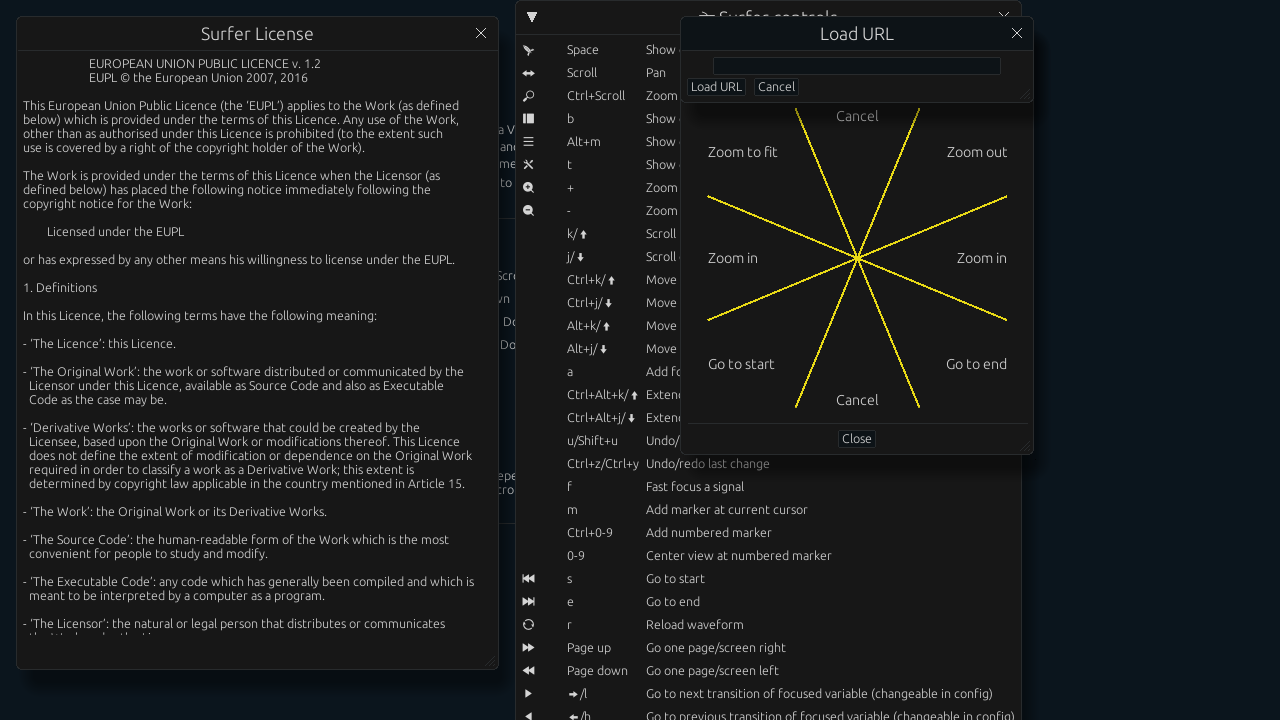 Surfer License
EUROPEAN UNION PUBLIC LICENCE v. 1.2
EUPL © the European Union 2007, 2016
This European Union Public Licence (the ‘EUPL’) applies to the Work (as defined
below) which is provided under the terms of this Licence. Any use of the Work,
other than as authorised under this Licence is prohibited (to the extent such
use is covered by a right of the copyright holder of the Work).
The Work is provided under the terms of this Licence when the Licensor (as
defined below) has placed the following notice immediately following the
copyright notice for the Work:
Licensed under the EUPL
or has expressed by any other means his willingness to license under the EUPL.
1. Definitions
In this Licence, the following terms have the following meaning:
- ‘The Licence’: this Licence.
- ‘The Original Work’: the work or software distributed or communicated by the
Licensor under this Licence, available as Source Code and also as Executable
Code as the case may be.
- ‘Derivative Works’: the works or software that could be created by the
Licensee, based upon the Original Work or modifications thereof. This Licence
does not define the extent of modification or dependence on the Original Work
required in order to classify a work as a Derivative Work; this extent is
determined by copyright law applicable in the country mentioned in Article 15.
- ‘The Work’: the Original Work or its Derivative Works.
- ‘The Source Code’: the human-readable form of the Work which is the most
convenient for people to study and modify.
- ‘The Executable Code’: any code which has generally been compiled and which is
meant to be interpreted by a computer as a program.
- ‘The Licensor’: the natural or legal person that distributes or communicates
Surfer controls
Space Show
Scroll Pan
Ctrl+Scroll Zoom
b Show
Alt+m Show
t Show
+ Zoom
- Zoom
k/ Scroll
j/ Scroll
Ctrl+k/ Move
Ctrl+j/ Move
Alt+k/ Move
Alt+j/ Move
a Add
Ctrl+Alt+k/ Extend
Ctrl+Alt+j/ Extend
u/Shift+u Undo/
Ctrl+z/Ctrl+y Undo/redo last change
f Fast focus a signal
m Add marker at current cursor
Ctrl+0-9 Add numbered marker
0-9 Center view at numbered marker
s Go to start
e Go to end
r Reload waveform
Page up Go one page/screen right
Page down Go one page/screen left
/l Go to next transition of focused variable (changeable in config)
/h Go to previous transition of focused variable (changeable in config)
Load URL
Load URL Cancel
Cancel
Zoom to fit Zoom out
Zoom in Zoom in
Go to start Go to end
Cancel
Close